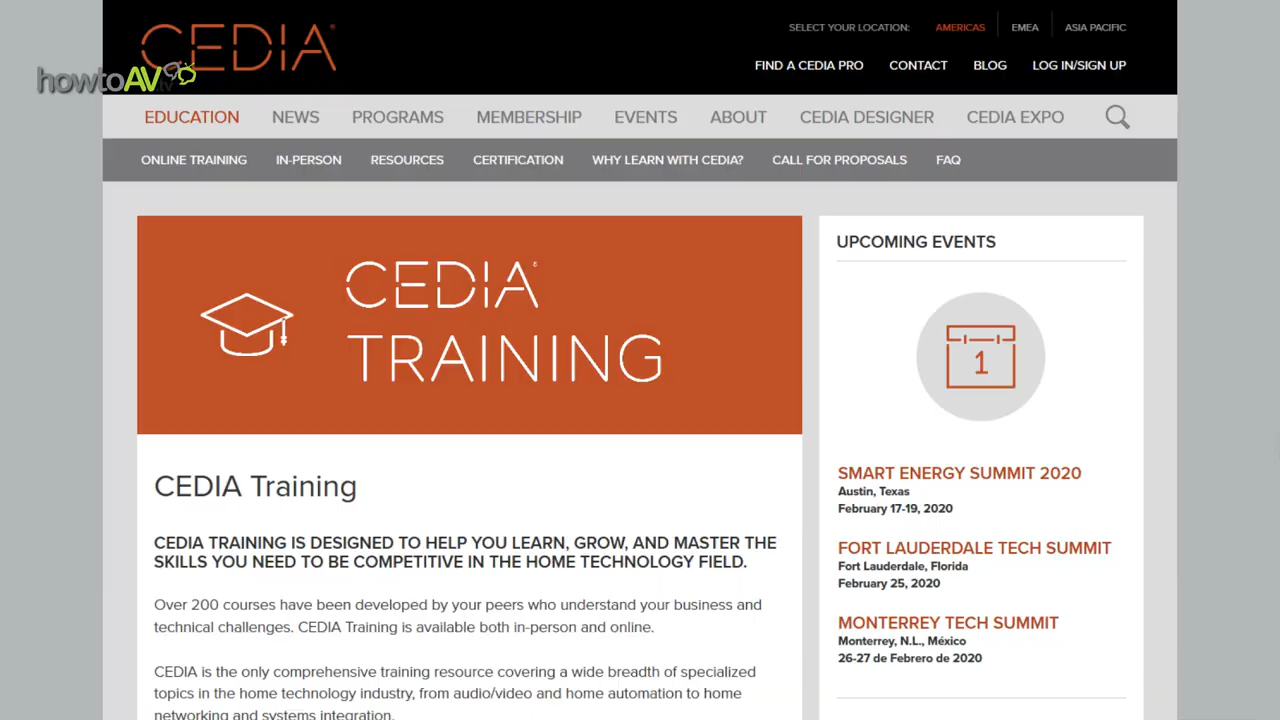 CEDIA
SELECT YOUR LOCATION: AMERICAS EMEA ASIA PACIFIC
FIND A CEDIA PRO CONTACT BLOG LOG IN/SIGN UP
howtoAV.tv
EDUCATION NEWS PROGRAMS MEMBERSHIP EVENTS ABOUT CEDIA DESIGNER CEDIA EXPO
ONLINE TRAINING IN-PERSON RESOURCES CERTIFICATION WHY LEARN WITH CEDIA? CALL FOR PROPOSALS FAQ
CEDIA
TRAINING
CEDIA Training
CEDIA TRAINING IS DESIGNED TO HELP YOU LEARN, GROW, AND MASTER THE
SKILLS YOU NEED TO BE COMPETITIVE IN THE HOME TECHNOLOGY FIELD.
Over 200 courses have been developed by your peers who understand your business and
technical challenges. CEDIA Training is available both in-person and online.
CEDIA is the only comprehensive training resource covering a wide breadth of specialized
topics in the home technology industry, from audio/video and home automation to home
networking and systems integration.
UPCOMING EVENTS
1
SMART ENERGY SUMMIT 2020
Austin, Texas
February 17-19, 2020
FORT LAUDERDALE TECH SUMMIT
Fort Lauderdale, Florida
February 25, 2020
MONTERREY TECH SUMMIT
Monterrey, N.L., México
26-27 de Febrero de 2020